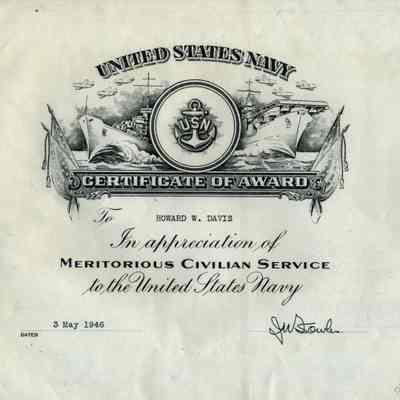 UNITED STATES NAVY
USN
CERTIFICATE OF AWARD
To
HOWARD W. DAVIS
In appreciation of
MERITORIOUS CIVILIAN SERVICE
to the United States Navy
3 May 1946
DATED